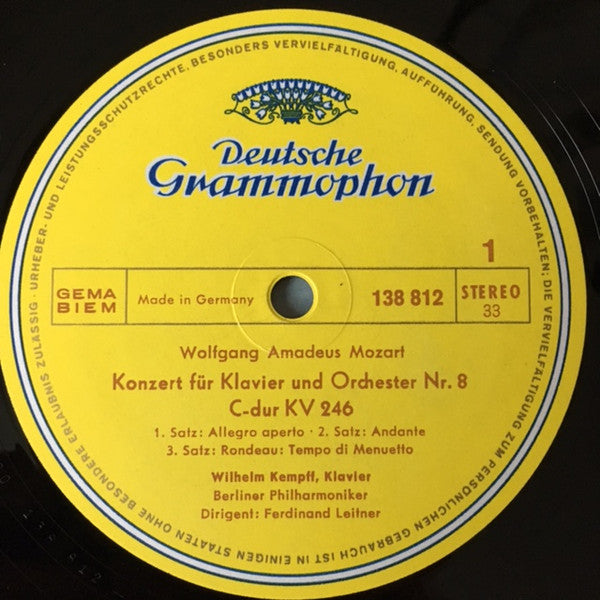 URHEBER- UND LEISTUNGSSCHUTZRECHTE, BESONDERS VERVIELFÄLTIGUNG, AUFFÜHRUNG, SENDUNG VORBEHALTEN; DIE VERVIELFÄLTIGUNG ZUM PERSÖNLICHEN GEBRAUCH IST IN EINIGEN STAATEN OHNE BESONDERE ERLAUBNIS ZULÄSSIG ·
Deutsche
Grammophon
1
GEMA
BIEM
Made in Germany
138 812
STEREO
33
Wolfgang Amadeus Mozart
Konzert für Klavier und Orchester Nr. 8
C-dur KV 246
1. Satz: Allegro aperto · 2. Satz: Andante
3. Satz: Rondeau: Tempo di Menuetto
Wilhelm Kempff, Klavier
Berliner Philharmoniker
Dirigent: Ferdinand Leitner